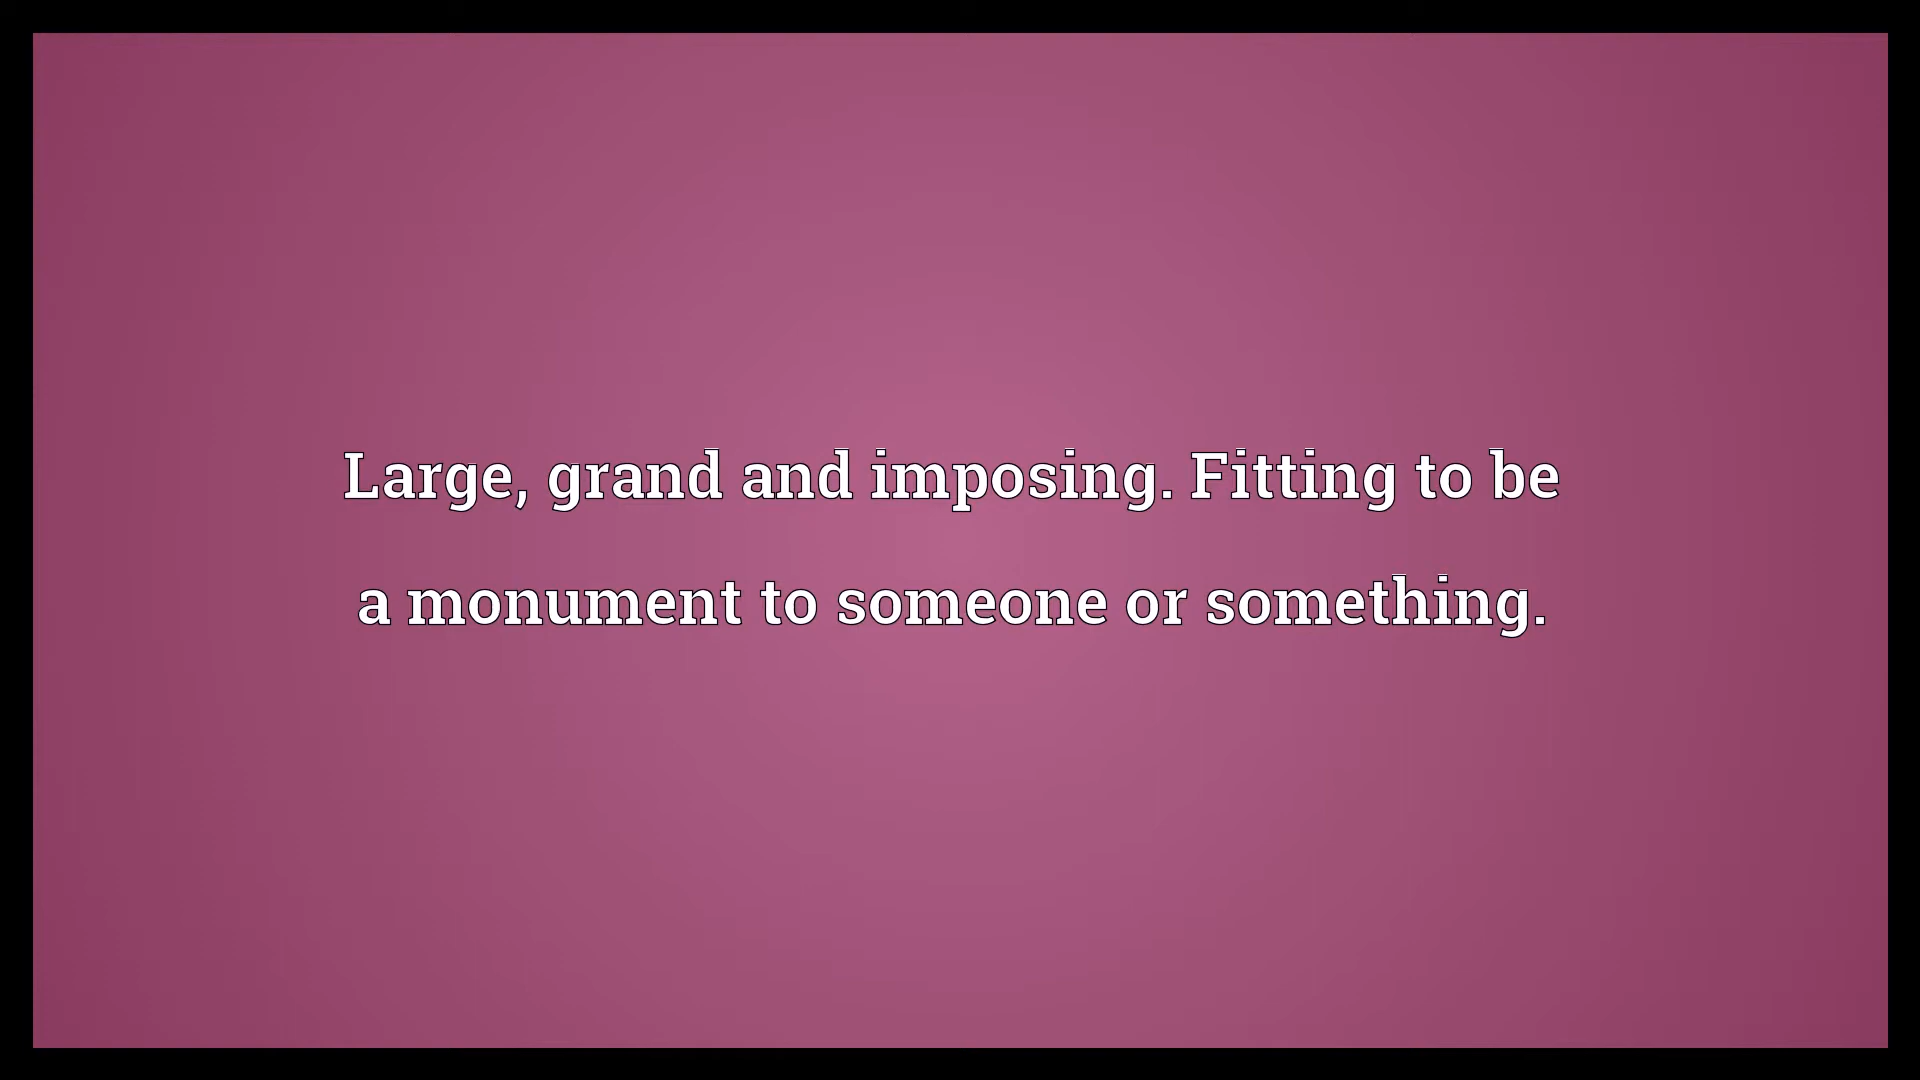 Large, grand and imposing. Fitting to be
a monument to someone or something.